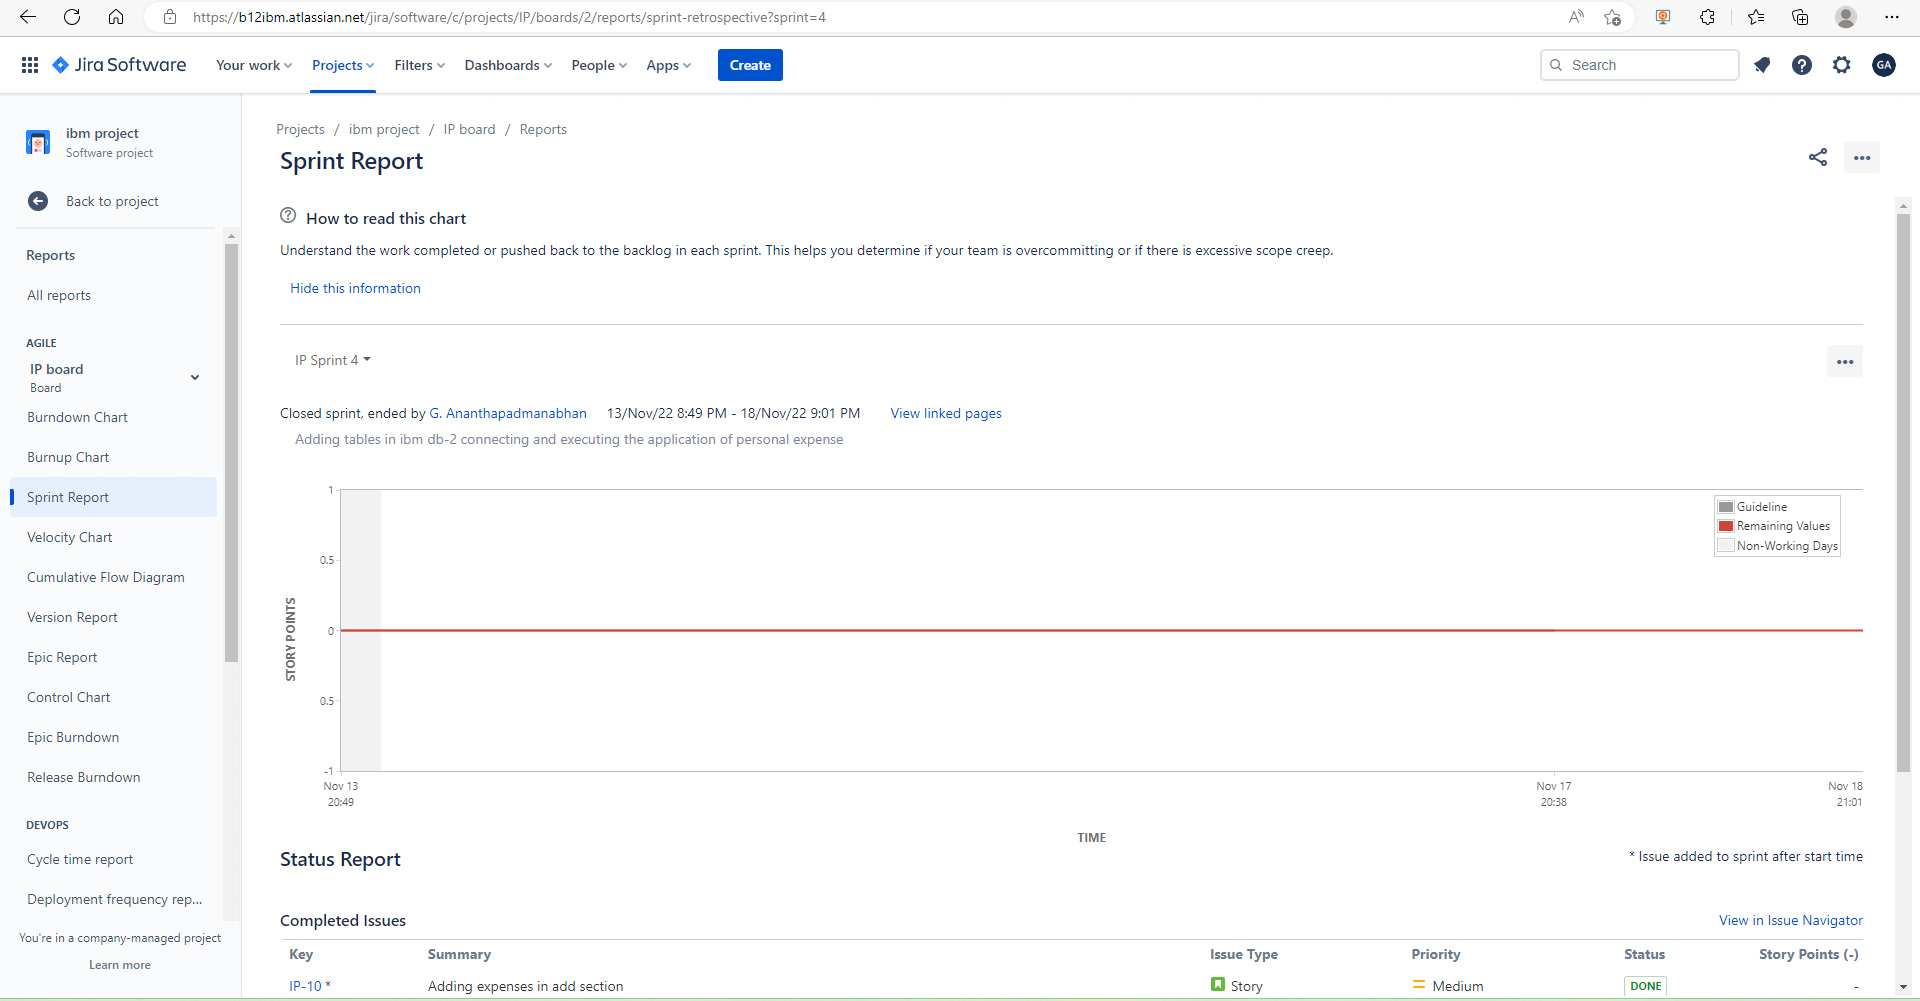 https://b12ibm.atlassian.net/jira/software/c/projects/IP/boards/2/reports/sprint-retrospective?sprint=4
Jira Software
Your work
Projects
Filters
Dashboards
People
Apps
Create
Search
GA
ibm project
Software project
Back to project
Reports
All reports
AGILE
IP board
Board
Burndown Chart
Burnup Chart
Sprint Report
Velocity Chart
Cumulative Flow Diagram
Version Report
Epic Report
Control Chart
Epic Burndown
Release Burndown
DEVOPS
Cycle time report
Deployment frequency rep...
You're in a company-managed project
Learn more
Projects / ibm project / IP board / Reports
Sprint Report
How to read this chart
Understand the work completed or pushed back to the backlog in each sprint. This helps you determine if your team is overcommitting or if there is excessive scope creep.
Hide this information
IP Sprint 4
Closed sprint, ended by G. Ananthapadmanabhan 13/Nov/22 8:49 PM - 18/Nov/22 9:01 PM View linked pages
Adding tables in ibm db-2 connecting and executing the application of personal expense
1
0.5
0
0.5
-1
STORY POINTS
Guideline
Remaining Values
Non-Working Days
Nov 13
20:49
Nov 17
20:38
Nov 18
21:01
TIME
Status Report
* Issue added to sprint after start time
Completed Issues
View in Issue Navigator
Key Summary Issue Type Priority Status Story Points (-)
IP-10 * Adding expenses in add section Story Medium DONE -